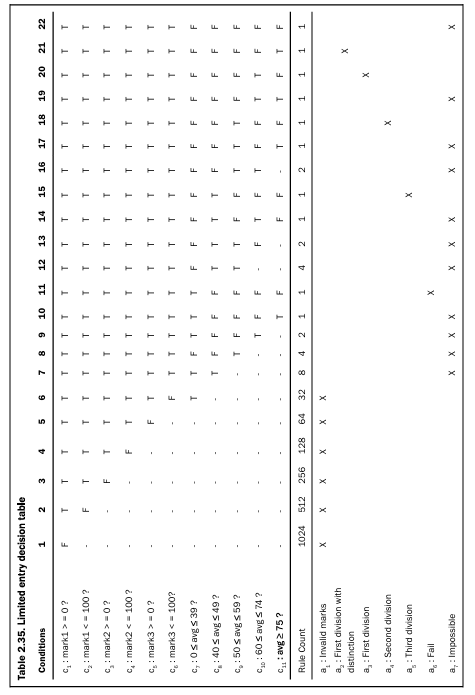 Table 2.35. Limited entry decision table
Conditions 1 2 3 4 5 6 7 8 9 10 11 12 13 14 15 16 17 18 19 20 21 22
c1 : mark1 > = 0 ? F T T T T T T T T T T T T T T T T T T T T T
c2 : mark1 < = 100 ? - F T T T T T T T T T T T T T T T T T T T T
c3 : mark2 > = 0 ? - - F T T T T T T T T T T T T T T T T T T T
c4 : mark2 < = 100 ? - - - F T T T T T T T T T T T T T T T T T T
c5 : mark3 > = 0 ? - - - - F T T T T T T T T T T T T T T T T T
c6 : mark3 < = 100? - - - - - F T T T T T T T T T T T T T T T T
c7 : 0 ≤ avg ≤ 39 ? - - - - - - T T T T T F F F F F F F F F F F
c8 : 40 ≤ avg ≤ 49 ? - - - - - - T F F F F T T T T F F F F F F F
c9 : 50 ≤ avg ≤ 59 ? - - - - - - - T F F F T F F F T T T F F F F
c10 : 60 ≤ avg ≤ 74 ? - - - - - - - - T F F - T F F T F F T T F F
c11 : avg ≥ 75 ? - - - - - - - - - T F - - T F - T F T F T F
Rule Count 1024 512 256 128 64 32 8 4 2 1 1 4 2 1 1 2 1 1 1 1 1 1
a1 : Invalid marks X X X X X X
a2 : First division with X
distinction
a3 : First division X
a4 : Second division X
a5 : Third division X
a6 : Fail X
a7 : Impossible X X X X X X X X X X X